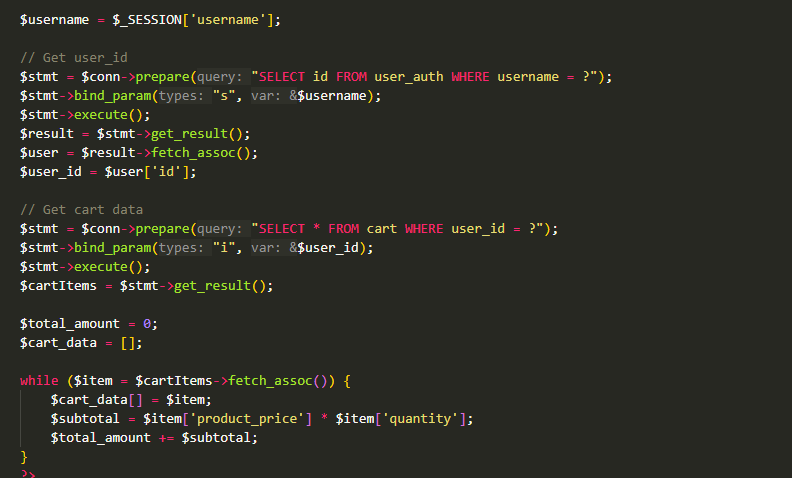 $username = $_SESSION['username'];
// Get user_id
$stmt = $conn->prepare(query: "SELECT id FROM user_auth WHERE username = ?");
$stmt->bind_param(types: "s", var: &$username);
$stmt->execute();
$result = $stmt->get_result();
$user = $result->fetch_assoc();
$user_id = $user['id'];
// Get cart data
$stmt = $conn->prepare(query: "SELECT * FROM cart WHERE user_id = ?");
$stmt->bind_param(types: "i", var: &$user_id);
$stmt->execute();
$cartItems = $stmt->get_result();
$total_amount = 0;
$cart_data = [];
while ($item = $cartItems->fetch_assoc()) {
$cart_data[] = $item;
$subtotal = $item['product_price'] * $item['quantity'];
$total_amount += $subtotal;
}
?>